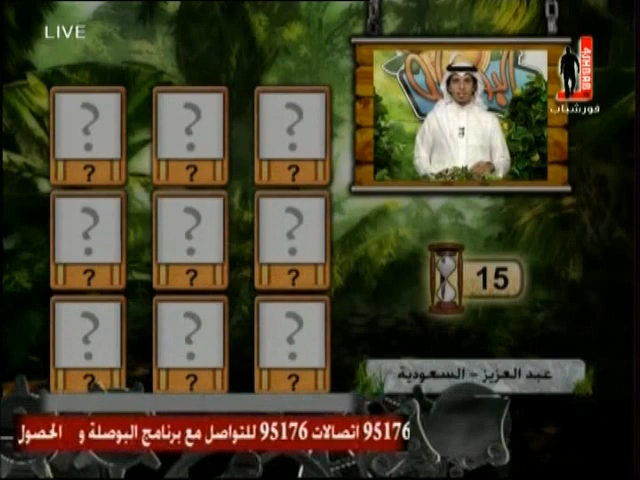 LIVE
4SHBAB
فورشباب
? ? ?
? ? ?
? ? ?
? ? ?
? ? ?
? ? ?
15
عبد العزيز - السعودية
95176 اتصالات 95176 للتواصل مع برنامج البوصلة و الحصول